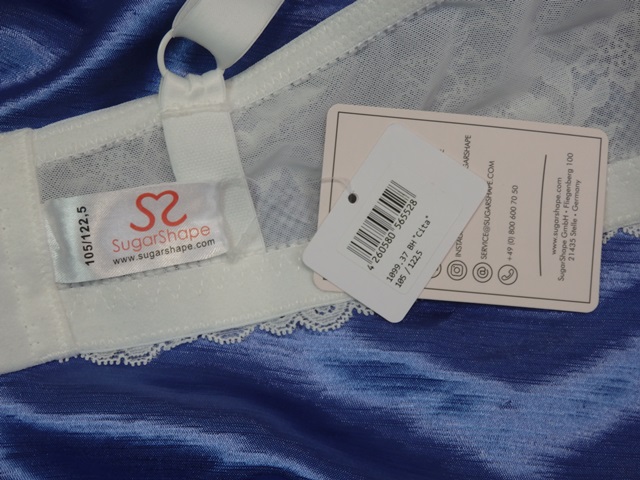 105/122,5
SugarShape
www.sugarshape.com
4 260580 565528
1099.37 BH"Cita"
105 / 122,5
SERVICE@SUGARSHAPE.COM
+49 (0) 800 600 70 50
www.sugarshape.com
SugarShape GmbH • Fliegenberg 100
21435 Stelle • Germany